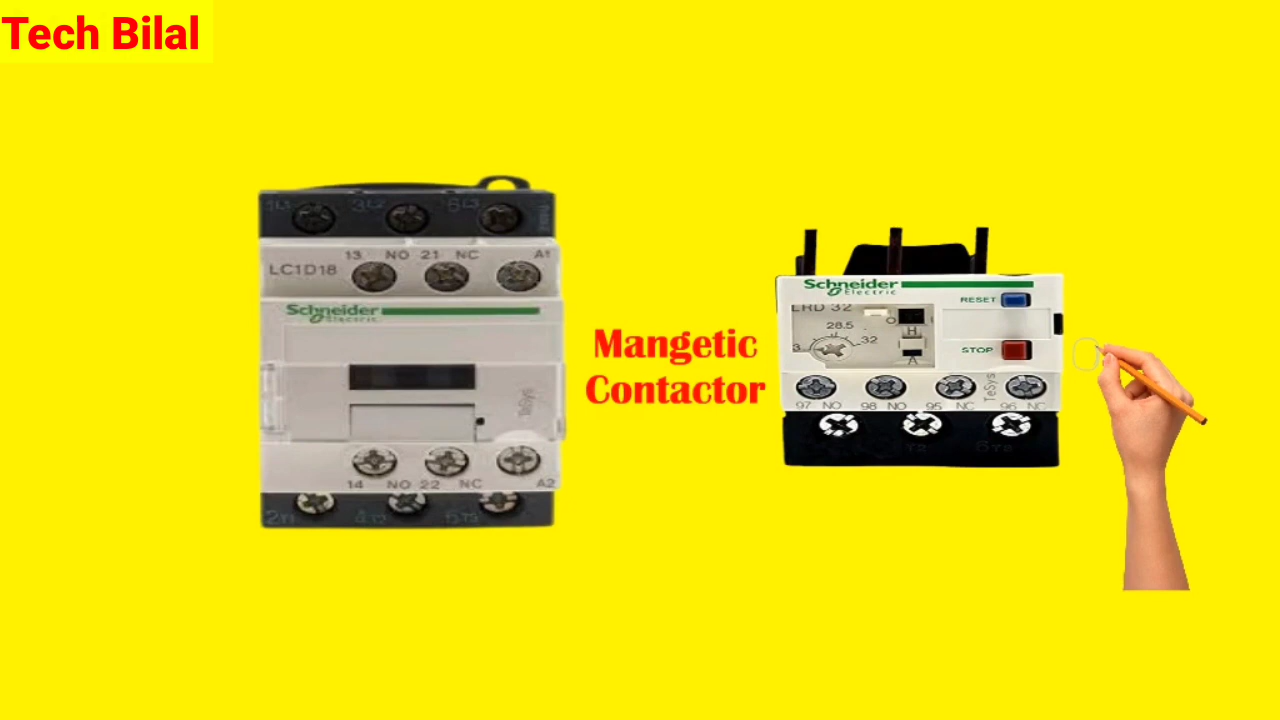 Tech Bilal
1L1 3L2
13 NO 21 NC A1
LC1D18
Schneider
Electric
TeSys
14 NO 22 NC A2
2T1 4T2
Mangetic
Contactor
Schneider
Electric
RESET
LRD 32
O I
28.5
H
32
STOP
A
TeSys
97 NO 98 NO 95 NC 96 NC